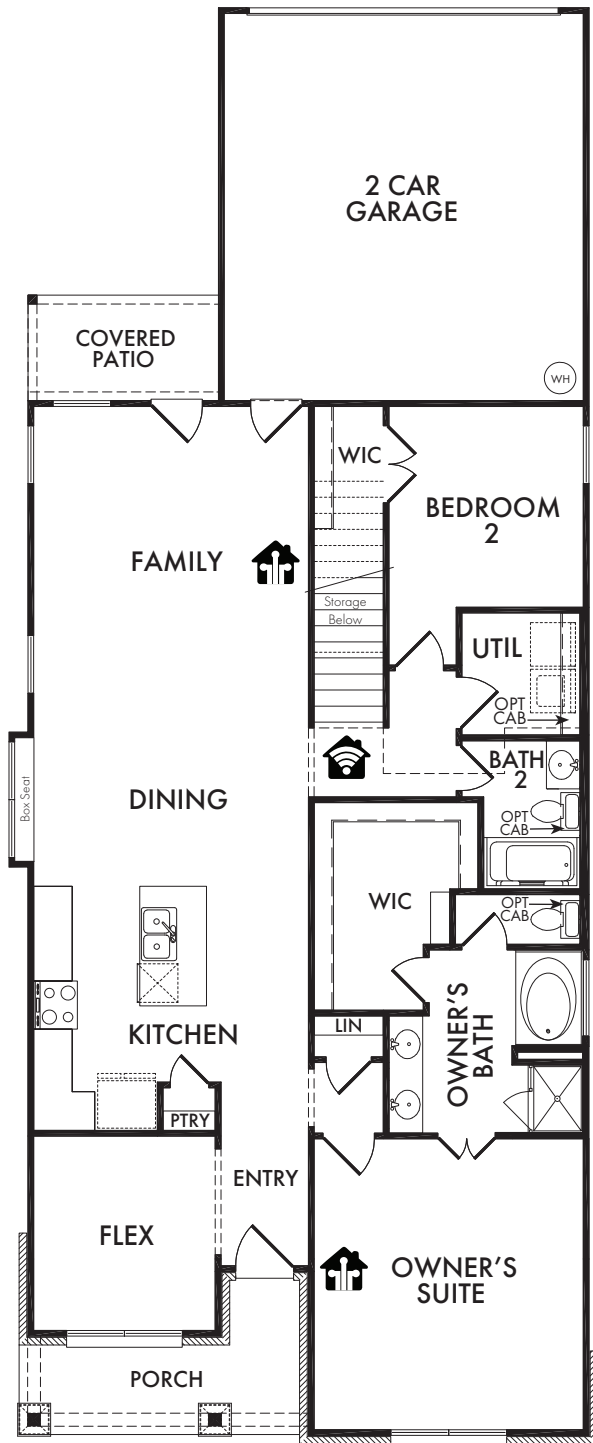 2 CAR
GARAGE
WH
COVERED
PATIO
WIC
BEDROOM
2
FAMILY
Storage
Below
UTIL
OPT
CAB
BATH
2
DINING
Box Seat
OPT
CAB
WIC
OPT
CAB
OWNER'S
BATH
LIN
KITCHEN
PTRY
ENTRY
FLEX
OWNER'S
SUITE
PORCH